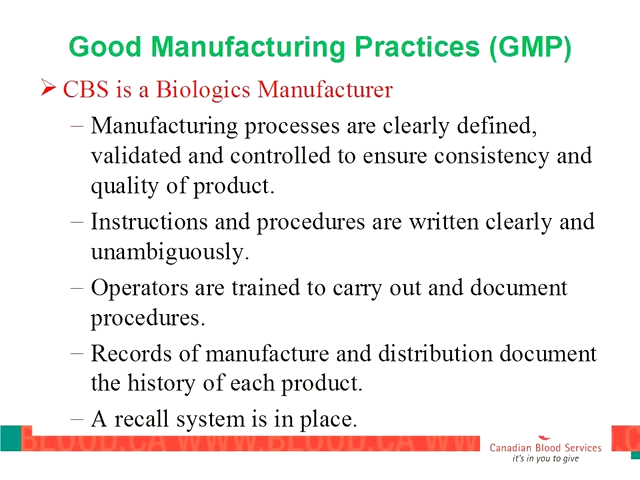 Good Manufacturing Practices (GMP)
CBS is a Biologics Manufacturer
– Manufacturing processes are clearly defined,
validated and controlled to ensure consistency and
quality of product.
– Instructions and procedures are written clearly and
unambiguously.
– Operators are trained to carry out and document
procedures.
– Records of manufacture and distribution document
the history of each product.
– A recall system is in place.
BLOOD.CA WWW.BLOOD.CA WWW
Canadian Blood Services
it's in you to give